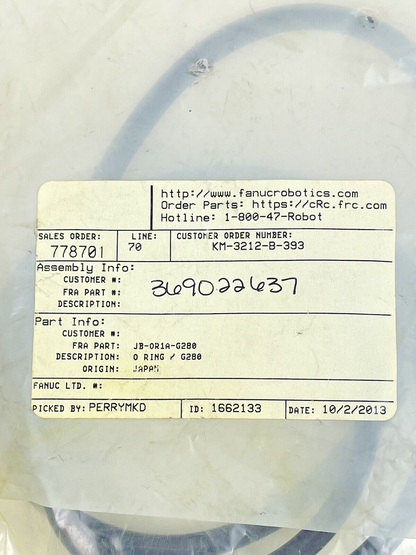 http://www.fanucrobotics.com
Order Parts: https://cRc.frc.com
Hotline: 1-800-47-Robot
SALES ORDER: LINE: CUSTOMER ORDER NUMBER:
778701 70 KM-3212-B-393
Assembly Info:
CUSTOMER #:
FRA PART #: 369022637
DESCRIPTION:
Part Info:
CUSTOMER #:
FRA PART: JB-OR1A-G280
DESCRIPTION: O RING / G280
ORIGIN: JAPAN
FANUC LTD. #:
PICKED BY: PERRYMKD ID: 1662133 DATE: 10/2/2013